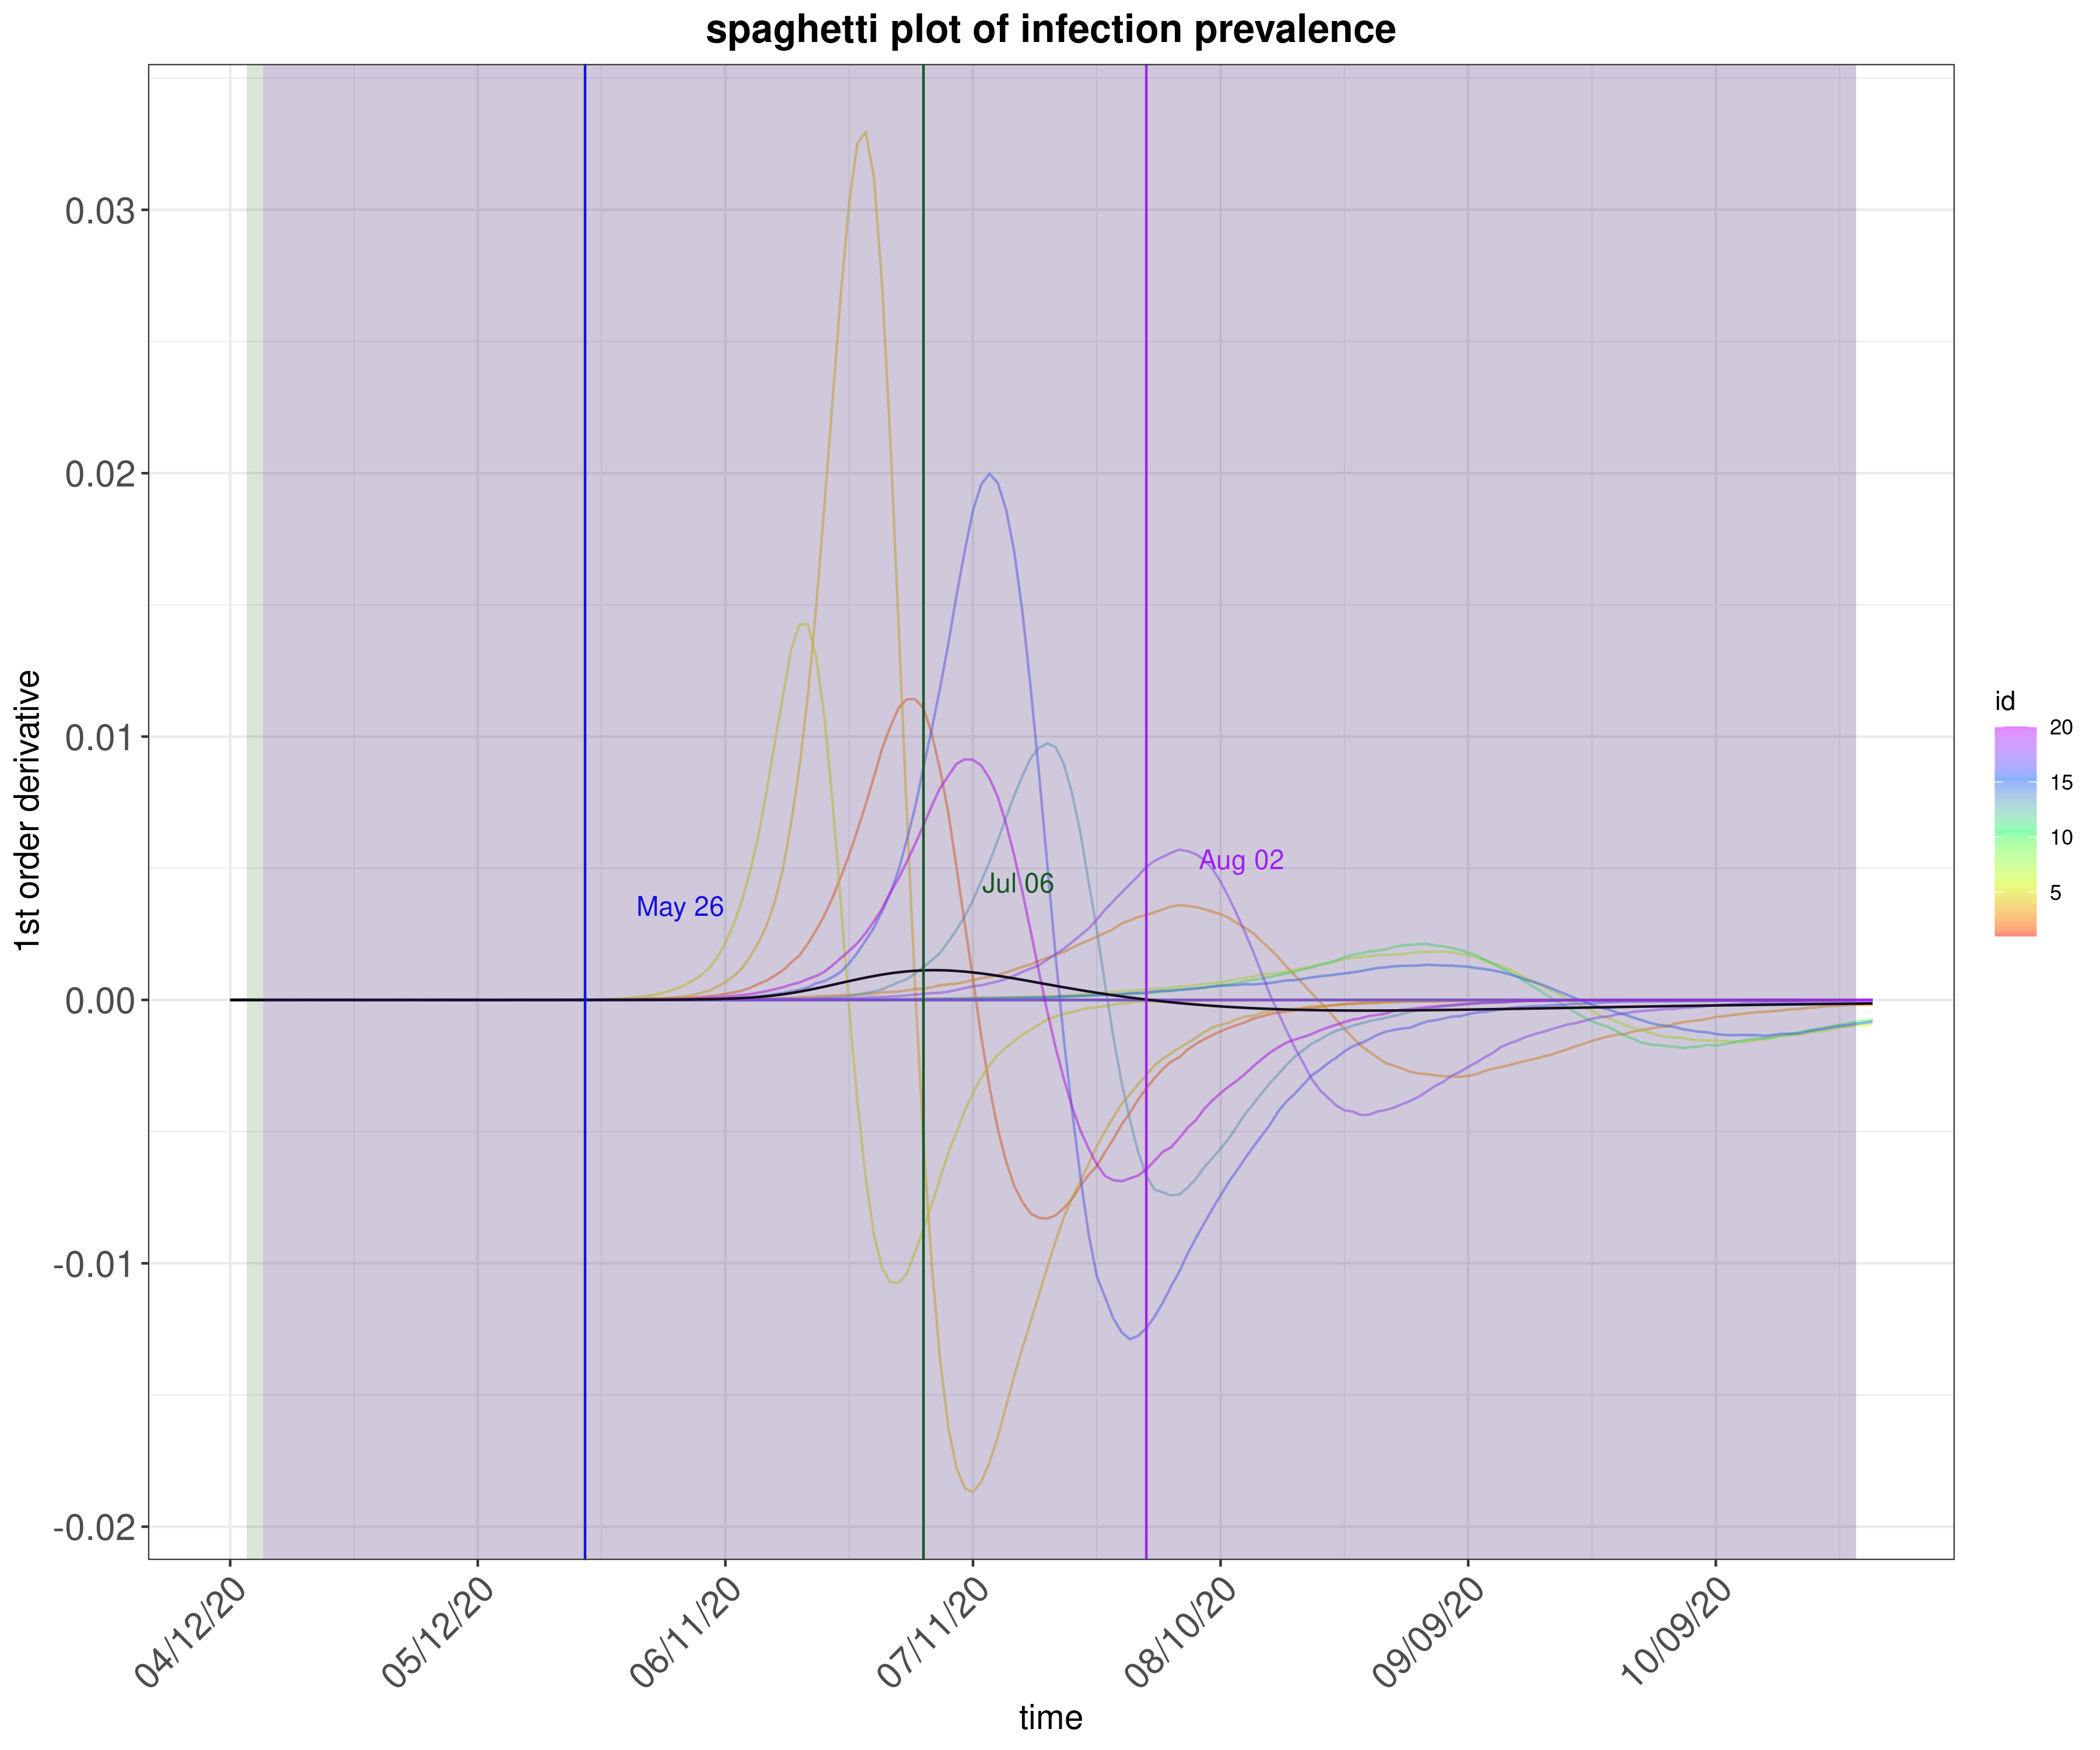 spaghetti plot of infection prevalence
1st order derivative
0.03
0.02
0.01
0.00
-0.01
-0.02
May 26
Jul 06
Aug 02
04/12/20
05/12/20
06/11/20
07/11/20
08/10/20
09/09/20
10/09/20
time
id
20
15
10
5